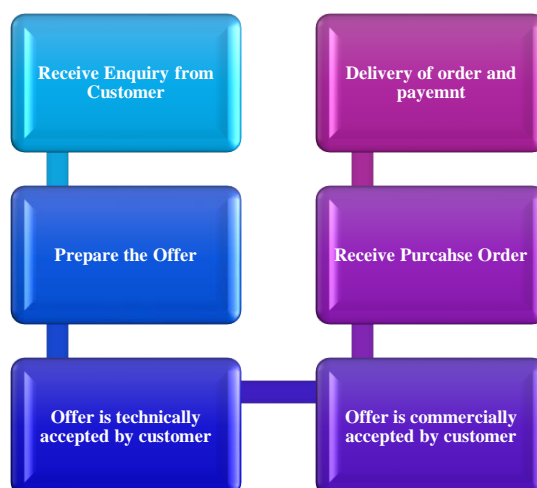 Receive Enquiry from
Customer
Prepare the Offer
Offer is technically
accepted by customer
Offer is commercially
accepted by customer
Receive Purcahse Order
Delivery of order and
payemnt